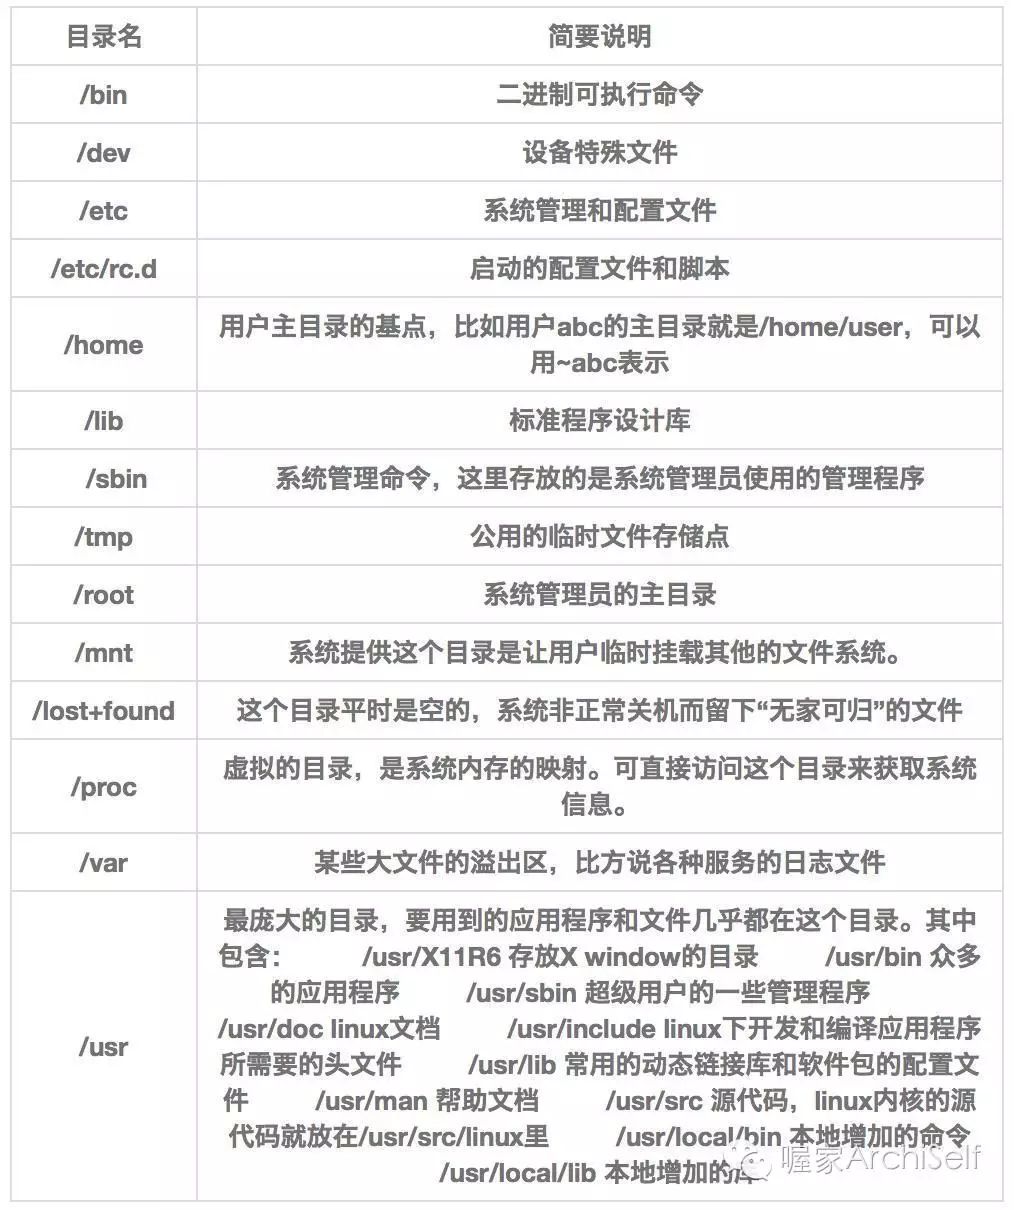 目录名 简要说明
/bin 二进制可执行命令
/dev 设备特殊文件
/etc 系统管理和配置文件
/etc/rc.d 启动的配置文件和脚本
/home 用户主目录的基点，比如用户abc的主目录就是/home/user，可以
用~abc表示
/lib 标准程序设计库
/sbin 系统管理命令，这里存放的是系统管理员使用的管理程序
/tmp 公用的临时文件存储点
/root 系统管理员的主目录
/mnt 系统提供这个目录是让用户临时挂载其他的文件系统。
/lost+found 这个目录平时是空的，系统非正常关机而留下“无家可归”的文件
/proc 虚拟的目录，是系统内存的映射。可直接访问这个目录来获取系统
信息。
/var 某些大文件的溢出区，比方说各种服务的日志文件
/usr 最庞大的目录，要用到的应用程序和文件几乎都在这个目录。其中
包含： /usr/X11R6 存放X window的目录 /usr/bin 众多
的应用程序 /usr/sbin 超级用户的一些管理程序
/usr/doc linux文档 /usr/include linux下开发和编译应用程序
所需要的头文件 /usr/lib 常用的动态链接库和软件包的配置文
件 /usr/man 帮助文档 /usr/src 源代码，linux内核的源
代码就放在/usr/src/linux里 /usr/local/bin 本地增加的命令
/usr/local/lib 本地增加的库
喔家ArchiSelf